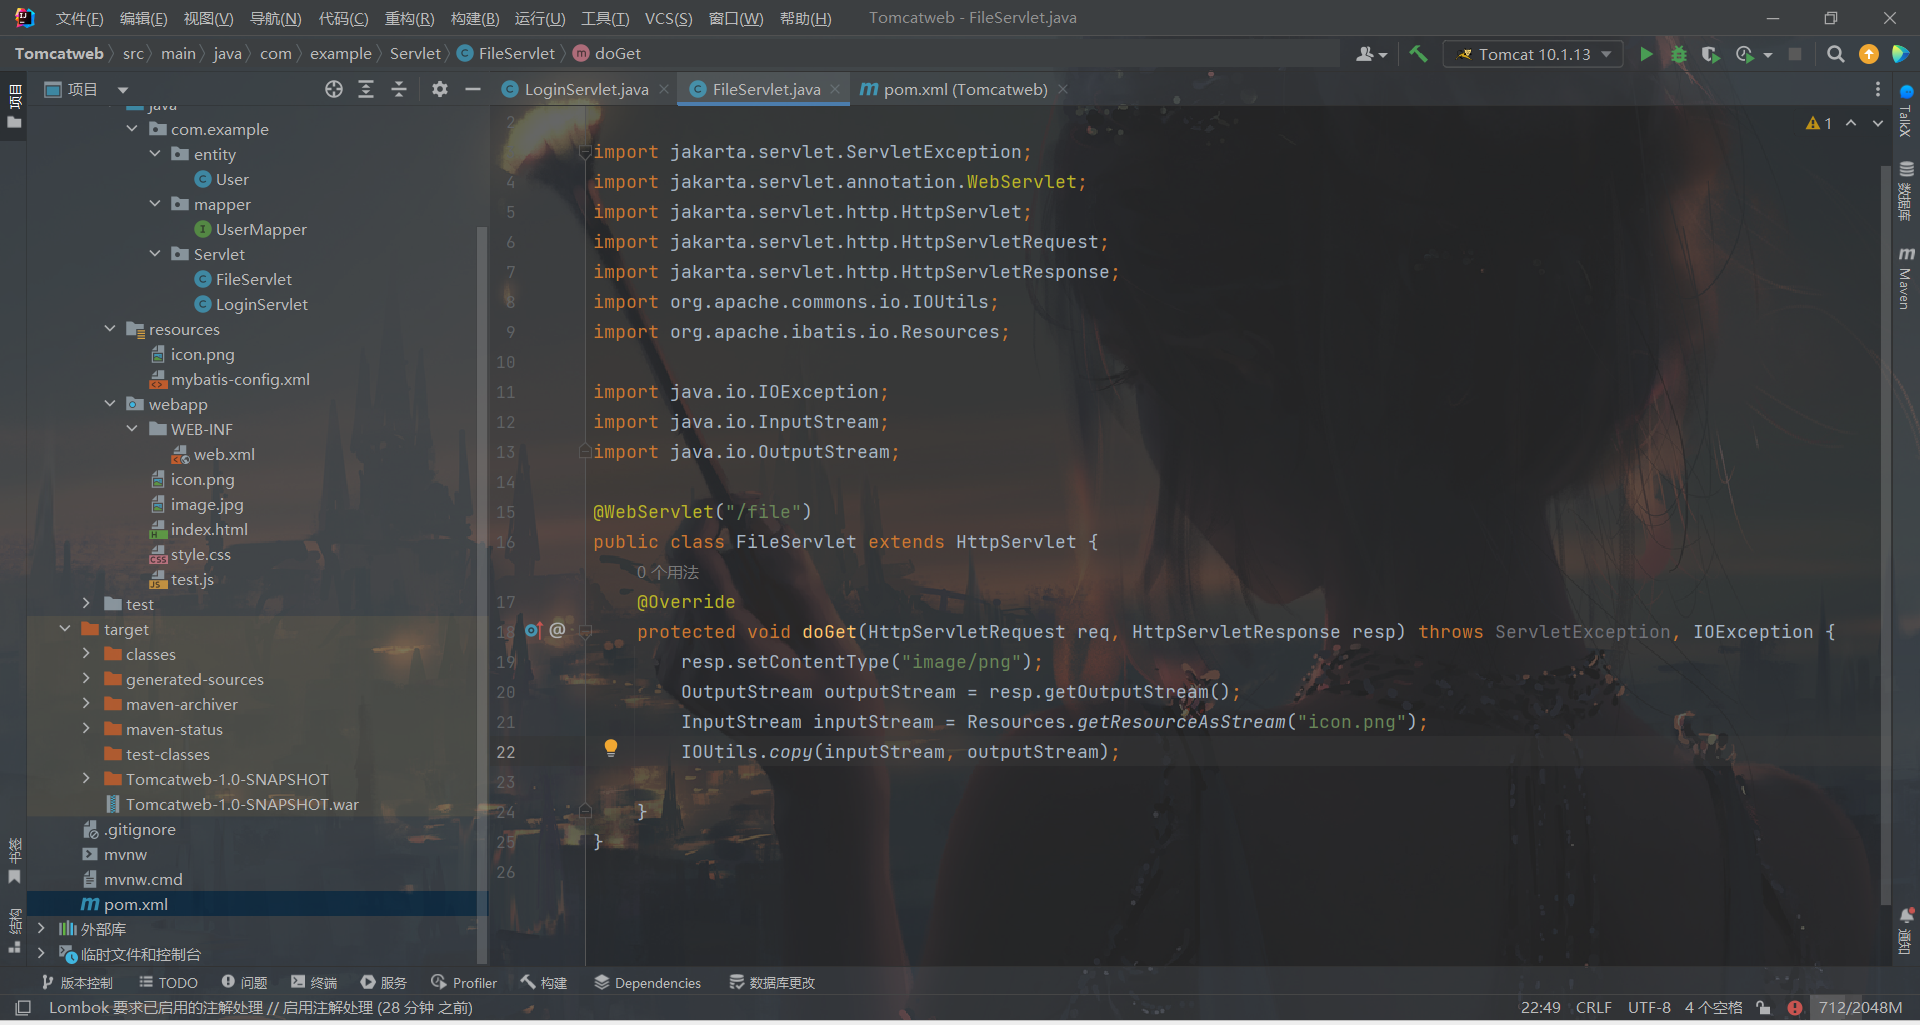 文件(F) 编辑(E) 视图(V) 导航(N) 代码(C) 重构(R) 构建(B) 运行(U) 工具(T) VCS(S) 窗口(W) 帮助(H) Tomcatweb - FileServlet.java
Tomcatweb src main java com example Servlet FileServlet doGet Tomcat 10.1.13
项目
项目
LoginServlet.java FileServlet.java pom.xml (Tomcatweb)
java
com.example
entity
User
mapper
UserMapper
Servlet
FileServlet
LoginServlet
resources
icon.png
mybatis-config.xml
webapp
WEB-INF
web.xml
icon.png
image.jpg
index.html
style.css
test.js
test
target
classes
generated-sources
maven-archiver
maven-status
test-classes
Tomcatweb-1.0-SNAPSHOT
Tomcatweb-1.0-SNAPSHOT.war
.gitignore
mvnw
mvnw.cmd
pom.xml
外部库
临时文件和控制台
书签
结构
1
2
import jakarta.servlet.ServletException;
4 import jakarta.servlet.annotation.WebServlet;
5 import jakarta.servlet.http.HttpServlet;
6 import jakarta.servlet.http.HttpServletRequest;
7 import jakarta.servlet.http.HttpServletResponse;
8 import org.apache.commons.io.IOUtils;
9 import org.apache.ibatis.io.Resources;
10
11 import java.io.IOException;
12 import java.io.InputStream;
13 import java.io.OutputStream;
14
15 @WebServlet("/file")
16 public class FileServlet extends HttpServlet {
0 个用法
17 @Override
18 @ protected void doGet(HttpServletRequest req, HttpServletResponse resp) throws ServletException, IOException {
19 resp.setContentType("image/png");
20 OutputStream outputStream = resp.getOutputStream();
21 InputStream inputStream = Resources.getResourceAsStream("icon.png");
22 IOUtils.copy(inputStream, outputStream);
23
24 }
25 }
26
TalkX
数据库
Maven
通知
版本控制 TODO 问题 终端 服务 Profiler 构建 Dependencies 数据库更改
Lombok 要求已启用的注解处理 // 启用注解处理 (28 分钟 之前) 22:49 CRLF UTF-8 4 个空格 712/2048M